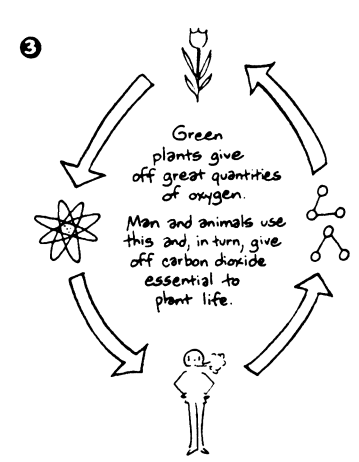 3
Green
plants give
off great quantities
of oxygen.
Man and animals use
this and, in turn, give
off carbon dioxide
essential to
plant life.